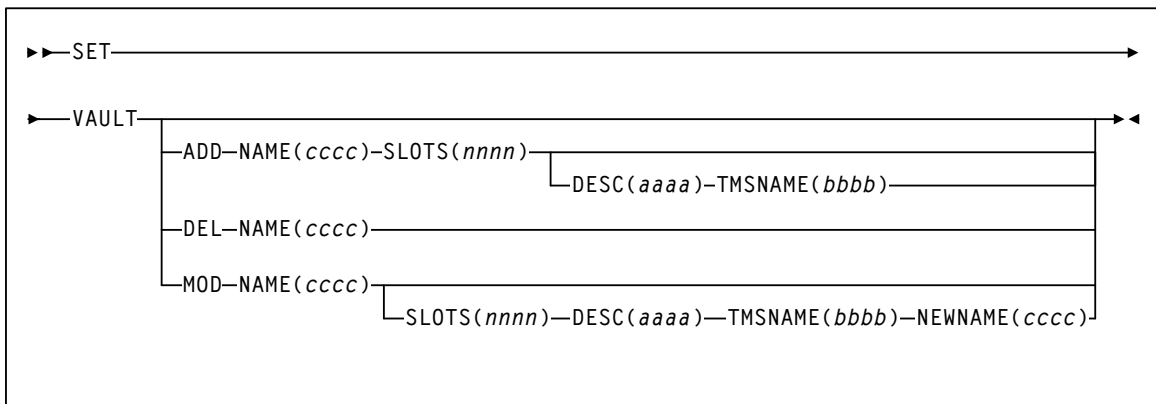 SET
VAULT
ADD NAME(cccc) SLOTS(nnnn)
DESC(aaaa) TMSNAME(bbbb)
DEL NAME(cccc)
MOD NAME(cccc)
SLOTS(nnnn) DESC(aaaa) TMSNAME(bbbb) NEWNAME(cccc)